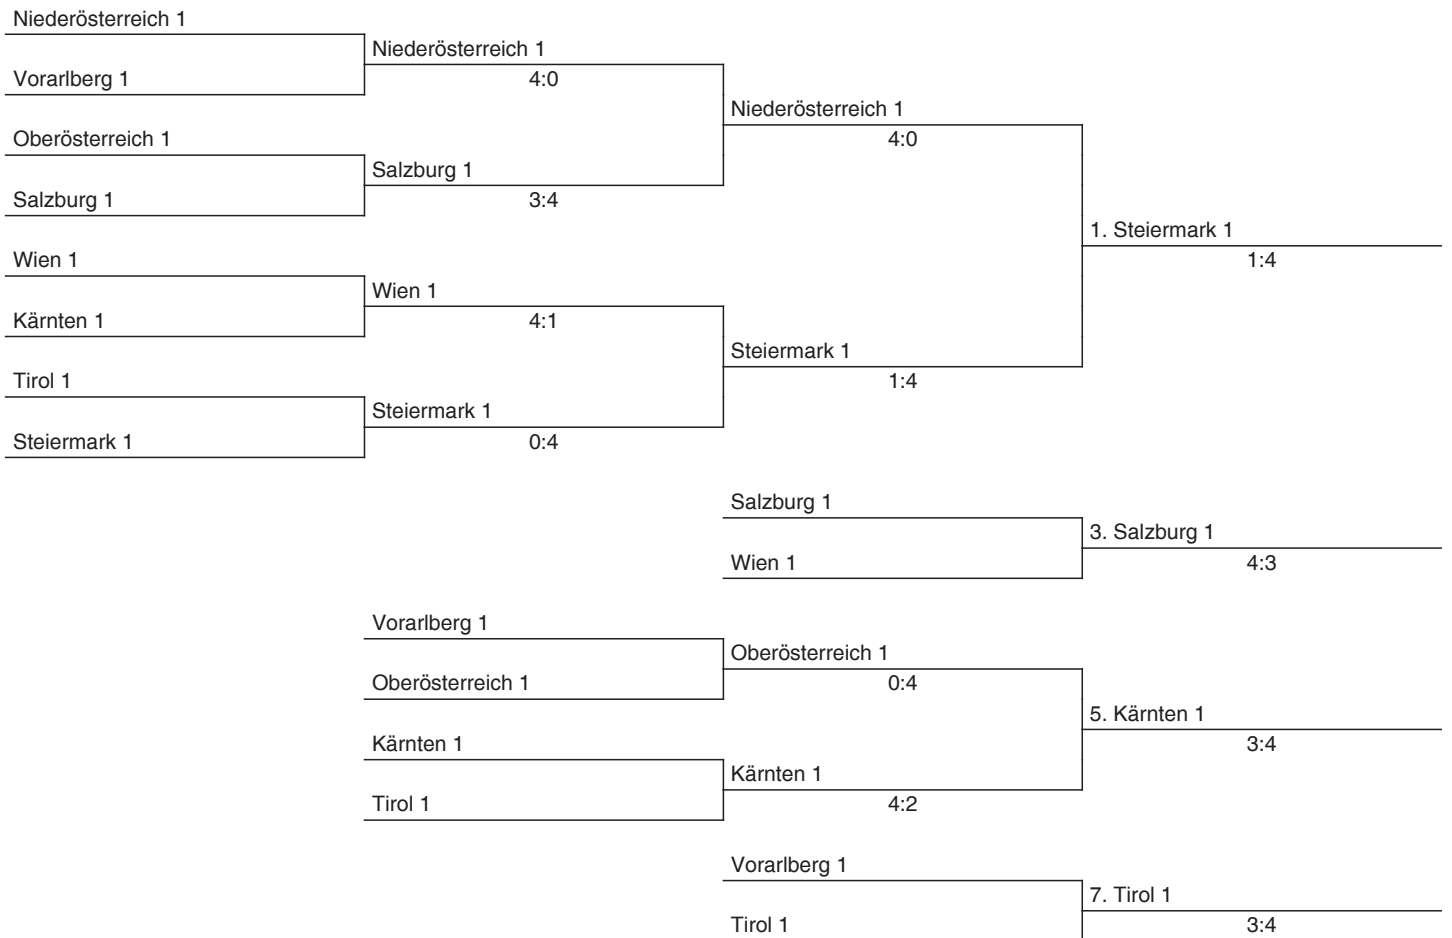 Niederösterreich 1
Niederösterreich 1
Vorarlberg 1
4:0
Niederösterreich 1
Oberösterreich 1
4:0
Salzburg 1
Salzburg 1
3:4
1. Steiermark 1
Wien 1
1:4
Wien 1
Kärnten 1
4:1
Steiermark 1
Tirol 1
1:4
Steiermark 1
Steiermark 1
0:4
Salzburg 1
3. Salzburg 1
Wien 1
4:3
Vorarlberg 1
Oberösterreich 1
Oberösterreich 1
0:4
5. Kärnten 1
Kärnten 1
3:4
Kärnten 1
Tirol 1
4:2
Vorarlberg 1
7. Tirol 1
Tirol 1
3:4